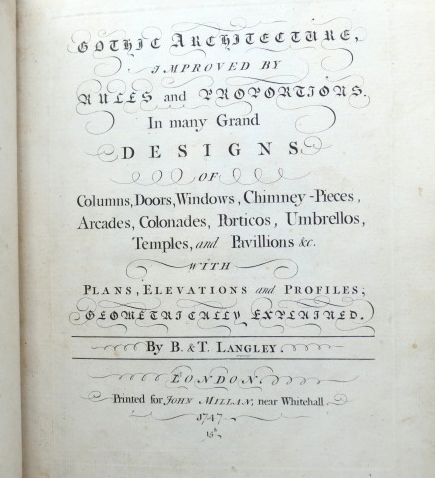 GOTHIC ARCHITECTURE,
IMPROVED BY
RULES and PROPORTIONS.
In many Grand
DESIGNS
OF
Columns, Doors, Windows, Chimney-Pieces,
Arcades, Colonades, Porticos, Umbrellos,
Temples, and Pavillions &c.
WITH
PLANS, ELEVATIONS and PROFILES;
GEOMETRICALLY EXPLAINED.
By B. & T. LANGLEY.
LONDON.
Printed for JOHN MILLAN, near Whitehall.
1747